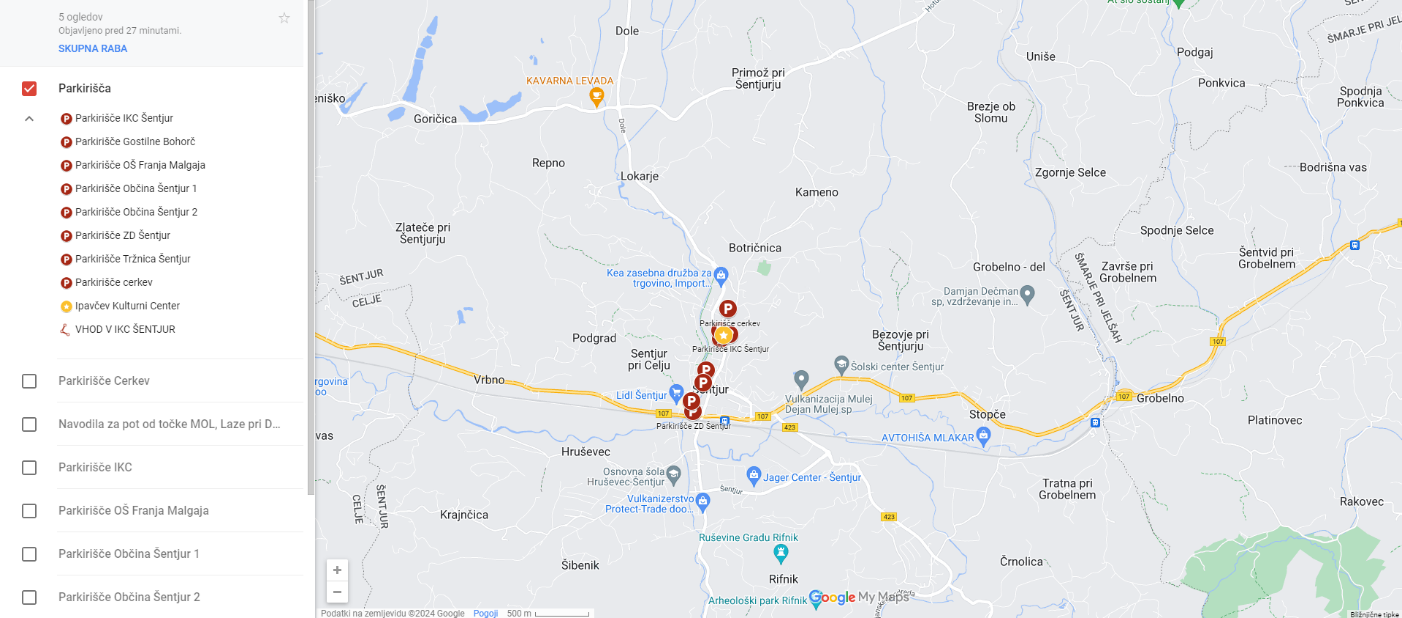 5 ogledov
Objavljeno pred 27 minutami.
SKUPNA RABA
Parkirišča
Parkirišče IKC Šentjur
Parkirišče Gostilne Bohorč
Parkirišče OŠ Franja Malgaja
Parkirišče Občina Šentjur 1
Parkirišče Občina Šentjur 2
Parkirišče ZD Šentjur
Parkirišče Tržnica Šentjur
Parkirišče cerkev
Ipavčev Kulturni Center
VHOD V IKC ŠENTJUR
Parkirišče Cerkev
Navodila za pot od točke MOL, Laze pri D...
Parkirišče IKC
Parkirišče OŠ Franja Malgaja
Parkirišče Občina Šentjur 1
Parkirišče Občina Šentjur 2
Dole
KAVARNA LEVADA
Primož pri
Šentjurju
eniško
Goričica
Dole
Repno
Lokarje
Kameno
Uniše
Podgaj
Ponkvica
ŠMARJE PRI JEL
Spodnja
Ponkvica
Brezje ob
Slomu
Zgornje Selce
Bodrišna vas
Zlateče pri
Šentjurju
Botričnica
Spodnje Selce
Šentvid pri
Grobelnem
ŠENTJUR
CELJE
Kea zasebna družba za
trgovino, Import...
Grobelno - del
Damjan Dečman
sp, vzdrževanje in...
ŠMARJE PRI JELŠAH
ŠENTJUR
Završe pri
Grobelnem
P
Parkirišče cerkev
Parkirišče IKC Šentjur
Podgrad
Šentjur
pri Celju
Bezovje pri
Šentjurju
107
Vrbno
rgovina
oo
P
P
Šentjur
Lidl Šentjur
P
P
Parkirišče ZD Šentjur
107
107
423
Šolski center Šentjur
Vulkanizacija Mulej
Dejan Mulej sp
107
Stopče
107
Grobelno
Platinovec
AVTOHIŠA MLAKAR
vas
Hruševec
Osnovna šola
Hruševec-Šentjur
Jager Center - Šentjur
Šentjur
Vulkanizerstvo
Protect-Trade doo...
Tratna pri
Grobelnem
Rakovec
CELJE
ŠENTJUR
Krajnčica
423
Ruševine Gradu Rifnik
Rifnik
Šibenik
Črnolica
Arheološki park Rifnik
Google My Maps
+
−
Podatki na zemljevidu ©2024 Google
Pogoji
500 m
Bližnjične tipke